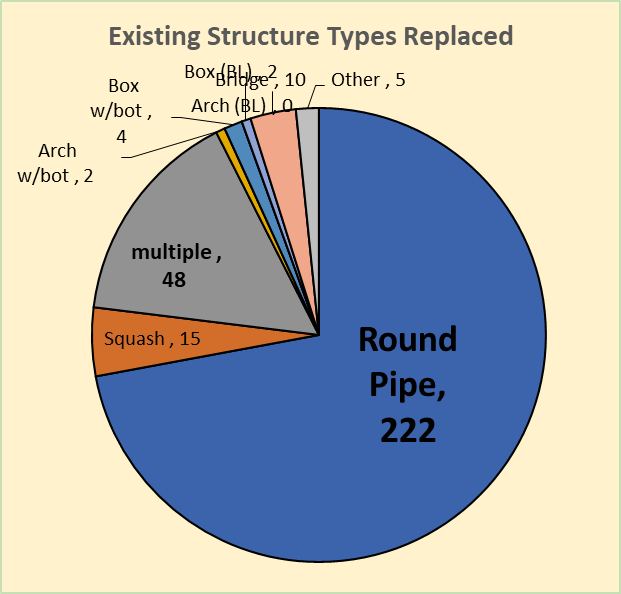 Existing Structure Types Replaced
Box (BL) , 2
Bridge , 10
Other , 5
Box
w/bot ,
4
Arch (BL) , 0
Arch
w/bot , 2
multiple ,
48
Squash , 15
Round
Pipe,
222